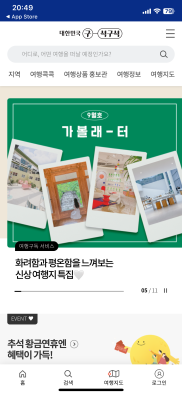 20:49
App Store
대한민국 구석구석
어디로, 어떤 여행을 떠날 예정인가요?
지역 여행콕콕 여행상품 홍보관 여행정보 여행지도
9월호
가볼래-터
여행구독 서비스
화려함과 평온함을 느껴보는
신상 여행지 특집🤍
05 / 11
EVENT ♥
추석 황금연휴엔
혜택이 가득!
홈 검색 여행지도 로그인